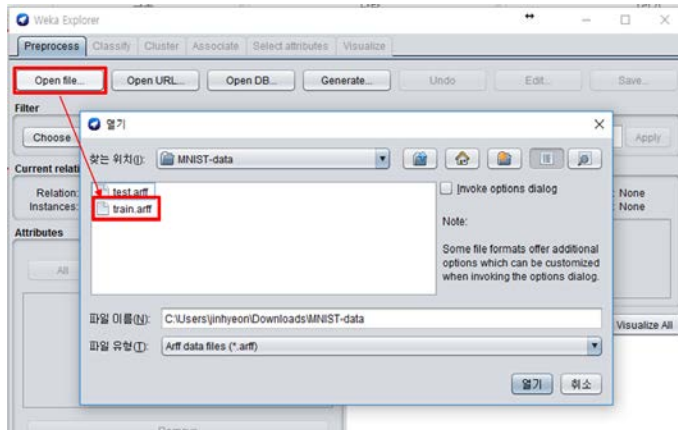 Weka Explorer
Preprocess Classify Cluster Associate Select attributes Visualize
Open file... Open URL... Open DB... Generate... Undo Edit... Save...
Filter
Choose Apply
열기
찾는 위치(I): MNIST-data
Current relati
Relation: None
Instances: None
test.arff
train.arff
Invoke options dialog
Note:
Some file formats offer additional
options which can be customized
when invoking the options dialog.
Attributes
All
파일 이름(N): C:\Users\jinhyeon\Downloads\MNIST-data
Visualize All
파일 유형(T): Arff data files (*.arff)
열기 취소